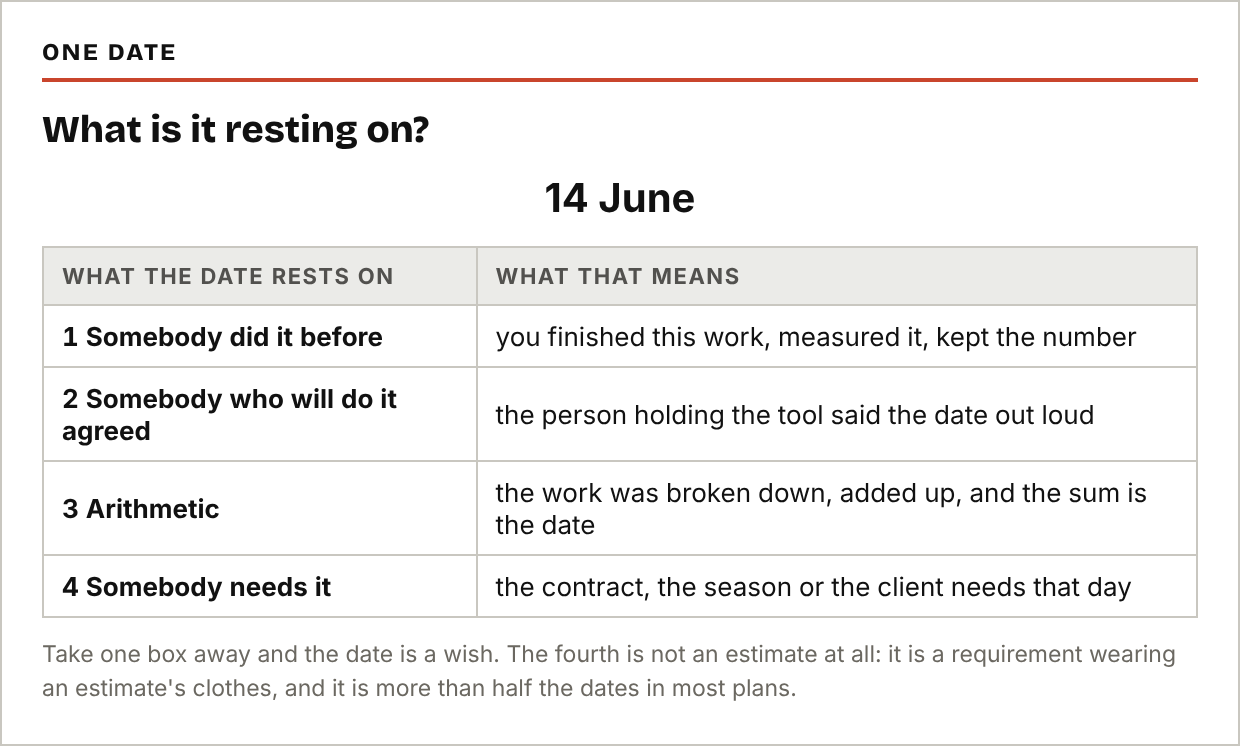 ONE DATE
What is it resting on?
14 June
WHAT THE DATE RESTS ON
WHAT THAT MEANS
1 Somebody did it before
you finished this work, measured it, kept the number
2 Somebody who will do it
agreed
the person holding the tool said the date out loud
3 Arithmetic
the work was broken down, added up, and the sum is
the date
4 Somebody needs it
the contract, the season or the client needs that day
Take one box away and the date is a wish. The fourth is not an estimate at all: it is a requirement wearing
an estimate's clothes, and it is more than half the dates in most plans.